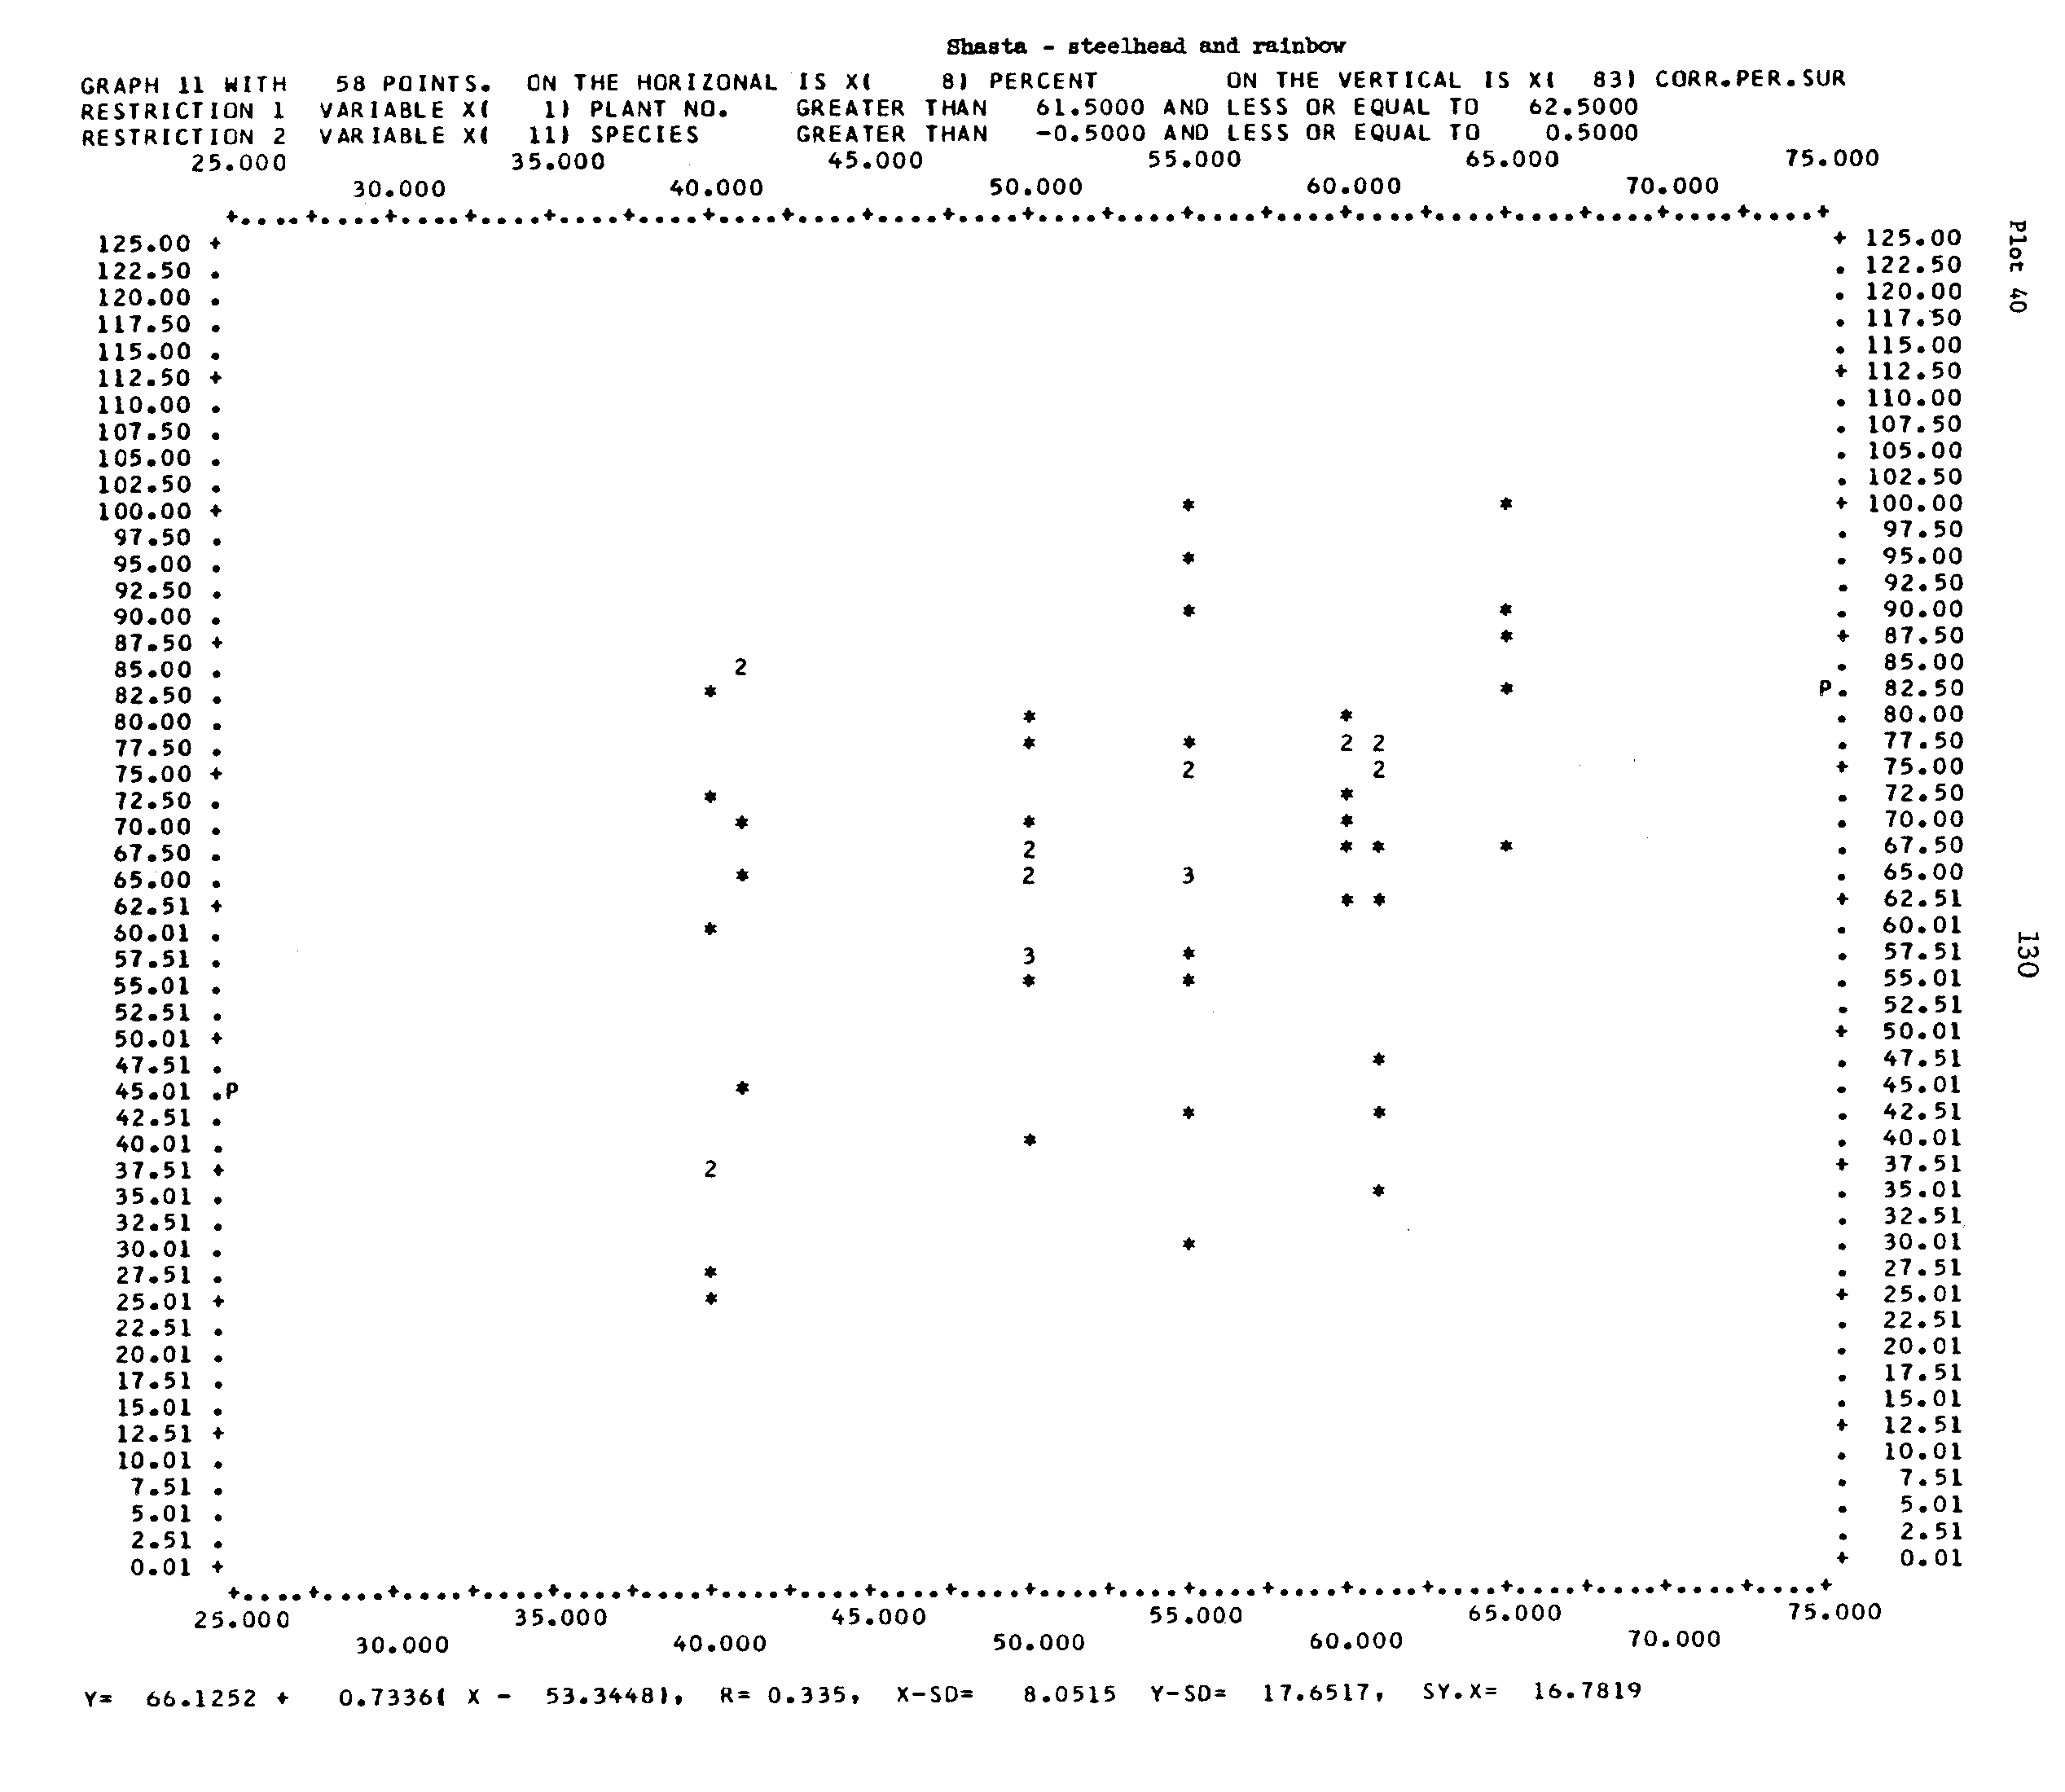 Shasta - steelhead and rainbow
GRAPH 11 WITH 58 POINTS. ON THE HORIZONAL IS X( 8) PERCENT ON THE VERTICAL IS X( 83) CORR.PER.SUR
RESTRICTION 1 VARIABLE X( 1) PLANT NO. GREATER THAN 61.5000 AND LESS OR EQUAL TO 62.5000
RESTRICTION 2 VARIABLE X( 11) SPECIES GREATER THAN -0.5000 AND LESS OR EQUAL TO 0.5000
25.000 35.000 45.000 55.000 65.000 75.000
30.000 40.000 50.000 60.000 70.000
+....+....+....+....+....+....+....+....+....+....+....+....+....+....+....+....+....+....+....+....+
125.00 + + 125.00
122.50 . . 122.50
120.00 . . 120.00
117.50 . . 117.50
115.00 . . 115.00
112.50 + + 112.50
110.00 . . 110.00
107.50 . . 107.50
105.00 . . 105.00
102.50 . . 102.50
100.00 + * * + 100.00
97.50 . . 97.50
95.00 . * . 95.00
92.50 . . 92.50
90.00 . * * . 90.00
87.50 + * + 87.50
85.00 . 2 . 85.00
82.50 . * * P. 82.50
80.00 . * * . 80.00
77.50 . * * 2 2 . 77.50
75.00 + 2 2 + 75.00
72.50 . * * . 72.50
70.00 . * * * . 70.00
67.50 . 2 * * * . 67.50
65.00 . * 2 3 . 65.00
62.51 + * * + 62.51
60.01 . * . 60.01
57.51 . 3 * . 57.51
55.01 . * * . 55.01
52.51 . . 52.51
50.01 + + 50.01
47.51 . * . 47.51
45.01 .P * . 45.01
42.51 . * * . 42.51
40.01 . * . 40.01
37.51 + 2 + 37.51
35.01 . * . 35.01
32.51 . . 32.51
30.01 . * . 30.01
27.51 . * . 27.51
25.01 + * + 25.01
22.51 . . 22.51
20.01 . . 20.01
17.51 . . 17.51
15.01 . . 15.01
12.51 + + 12.51
10.01 . . 10.01
7.51 . . 7.51
5.01 . . 5.01
2.51 . . 2.51
0.01 + + 0.01
+....+....+....+....+....+....+....+....+....+....+....+....+....+....+....+....+....+....+....+....+
25.000 35.000 45.000 55.000 65.000 75.000
30.000 40.000 50.000 60.000 70.000
Y= 66.1252 + 0.7336( X - 53.3448), R= 0.335, X-SD= 8.0515 Y-SD= 17.6517, SY.X= 16.7819
Plot 40
130